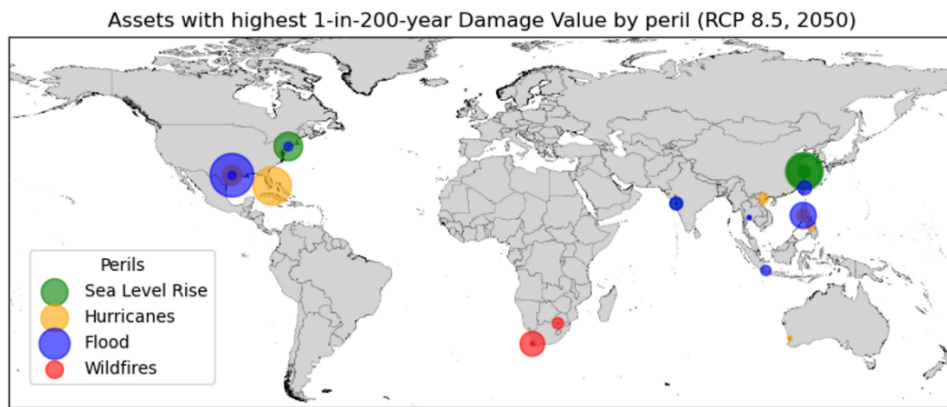 Assets with highest 1-in-200-year Damage Value by peril (RCP 8.5, 2050)
Perils
Sea Level Rise
Hurricanes
Flood
Wildfires